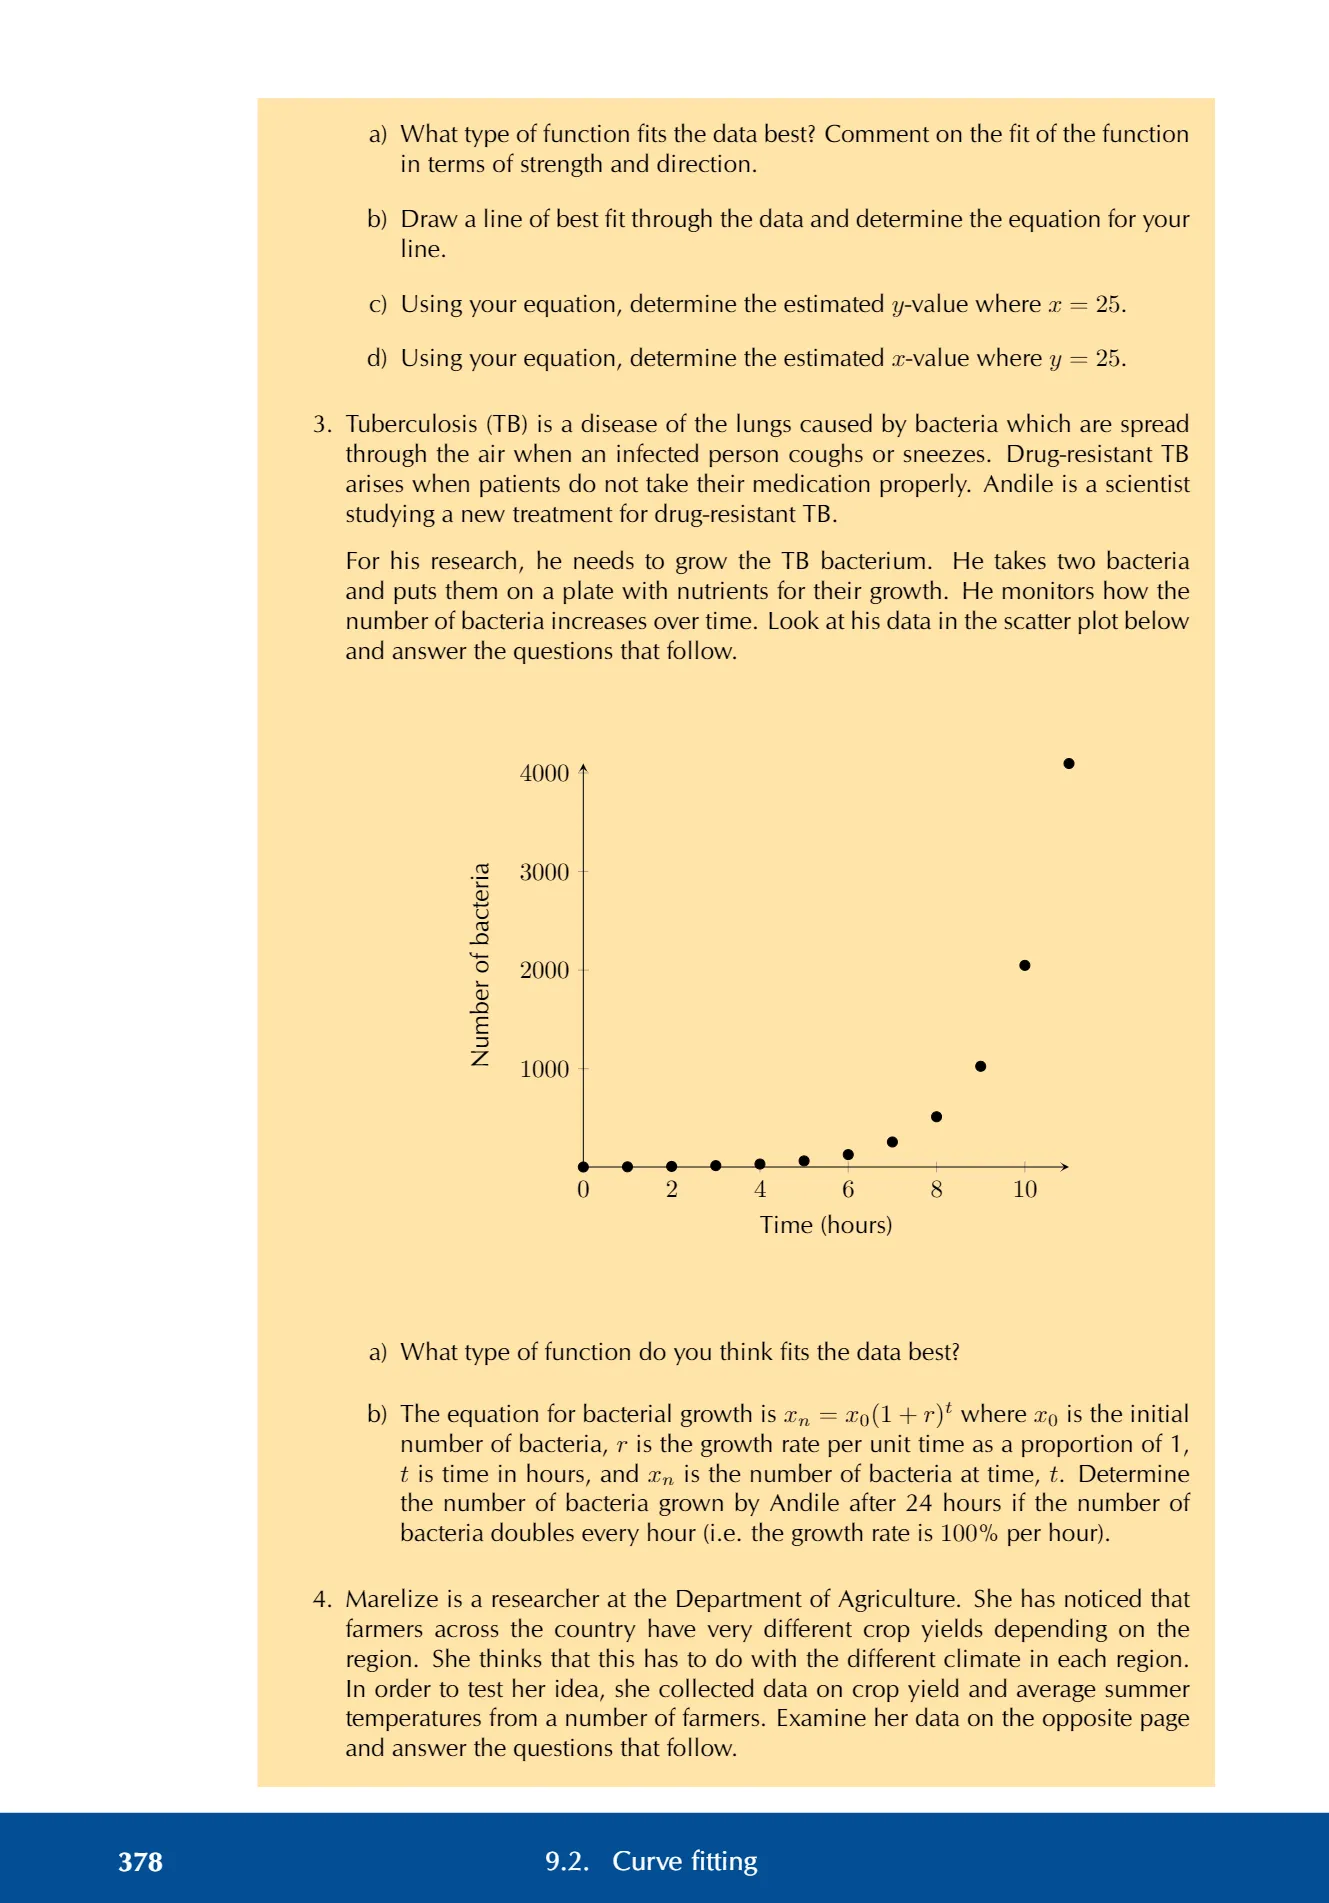 a) What type of function fits the data best? Comment on the fit of the function
in terms of strength and direction.
b) Draw a line of best fit through the data and determine the equation for your
line.
c) Using your equation, determine the estimated y-value where x = 25.
d) Using your equation, determine the estimated x-value where y = 25.
3. Tuberculosis (TB) is a disease of the lungs caused by bacteria which are spread
through the air when an infected person coughs or sneezes. Drug-resistant TB
arises when patients do not take their medication properly. Andile is a scientist
studying a new treatment for drug-resistant TB.
For his research, he needs to grow the TB bacterium. He takes two bacteria
and puts them on a plate with nutrients for their growth. He monitors how the
number of bacteria increases over time. Look at his data in the scatter plot below
and answer the questions that follow.
4000
3000
2000
1000
Number of bacteria
0 2 4 6 8 10
Time (hours)
a) What type of function do you think fits the data best?
b) The equation for bacterial growth is xₙ = x₀(1 + r)ᵗ where x₀ is the initial
number of bacteria, r is the growth rate per unit time as a proportion of 1,
t is time in hours, and xₙ is the number of bacteria at time, t. Determine
the number of bacteria grown by Andile after 24 hours if the number of
bacteria doubles every hour (i.e. the growth rate is 100% per hour).
4. Marelize is a researcher at the Department of Agriculture. She has noticed that
farmers across the country have very different crop yields depending on the
region. She thinks that this has to do with the different climate in each region.
In order to test her idea, she collected data on crop yield and average summer
temperatures from a number of farmers. Examine her data on the opposite page
and answer the questions that follow.
378 9.2. Curve fitting